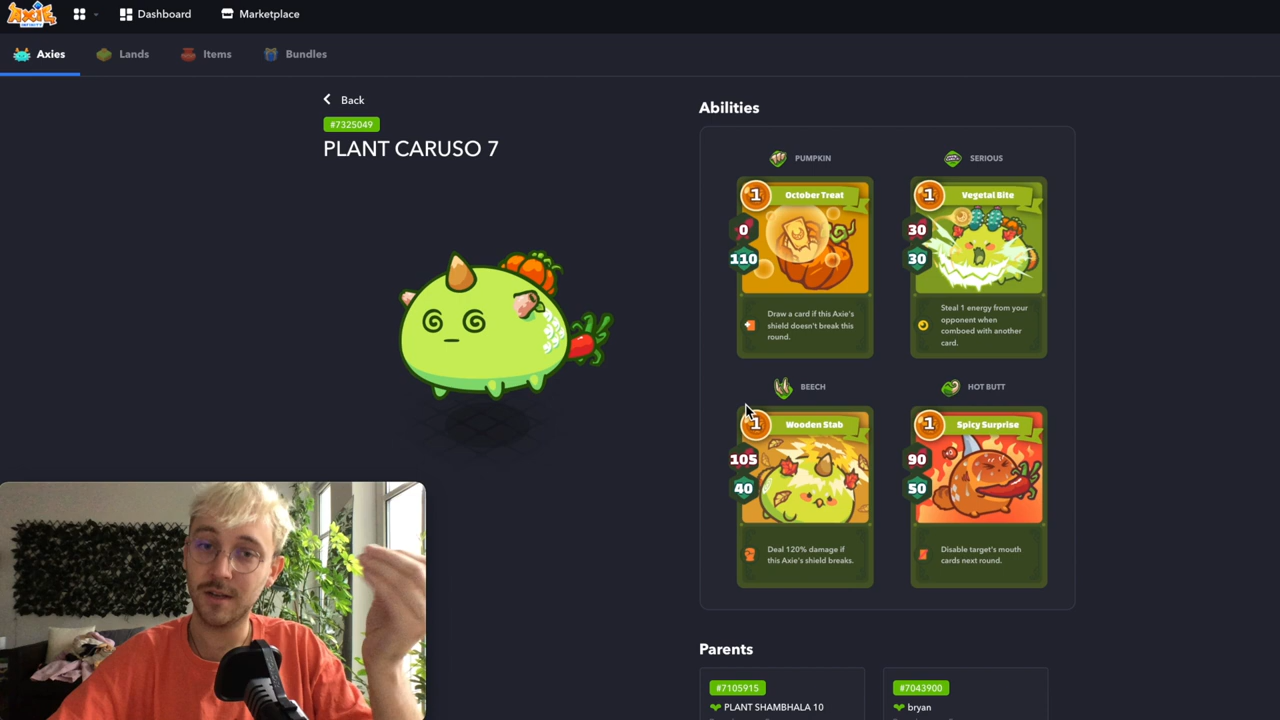 AXIE
INFINITY
Dashboard
Marketplace
Axies
Lands
Items
Bundles
Back
#7325049
PLANT CARUSO 7
Abilities
PUMPKIN
1
October Treat
0
110
Draw a card if this Axie's
shield doesn't break this
round.
SERIOUS
1
Vegetal Bite
30
30
Steal 1 energy from your
opponent when
comboed with another
card.
BEECH
1
Wooden Stab
105
40
Deal 120% damage if
this Axie's shield breaks.
HOT BUTT
1
Spicy Surprise
90
50
Disable target's mouth
cards next round.
Parents
#7105915
PLANT SHAMBHALA 10
#7043900
bryan